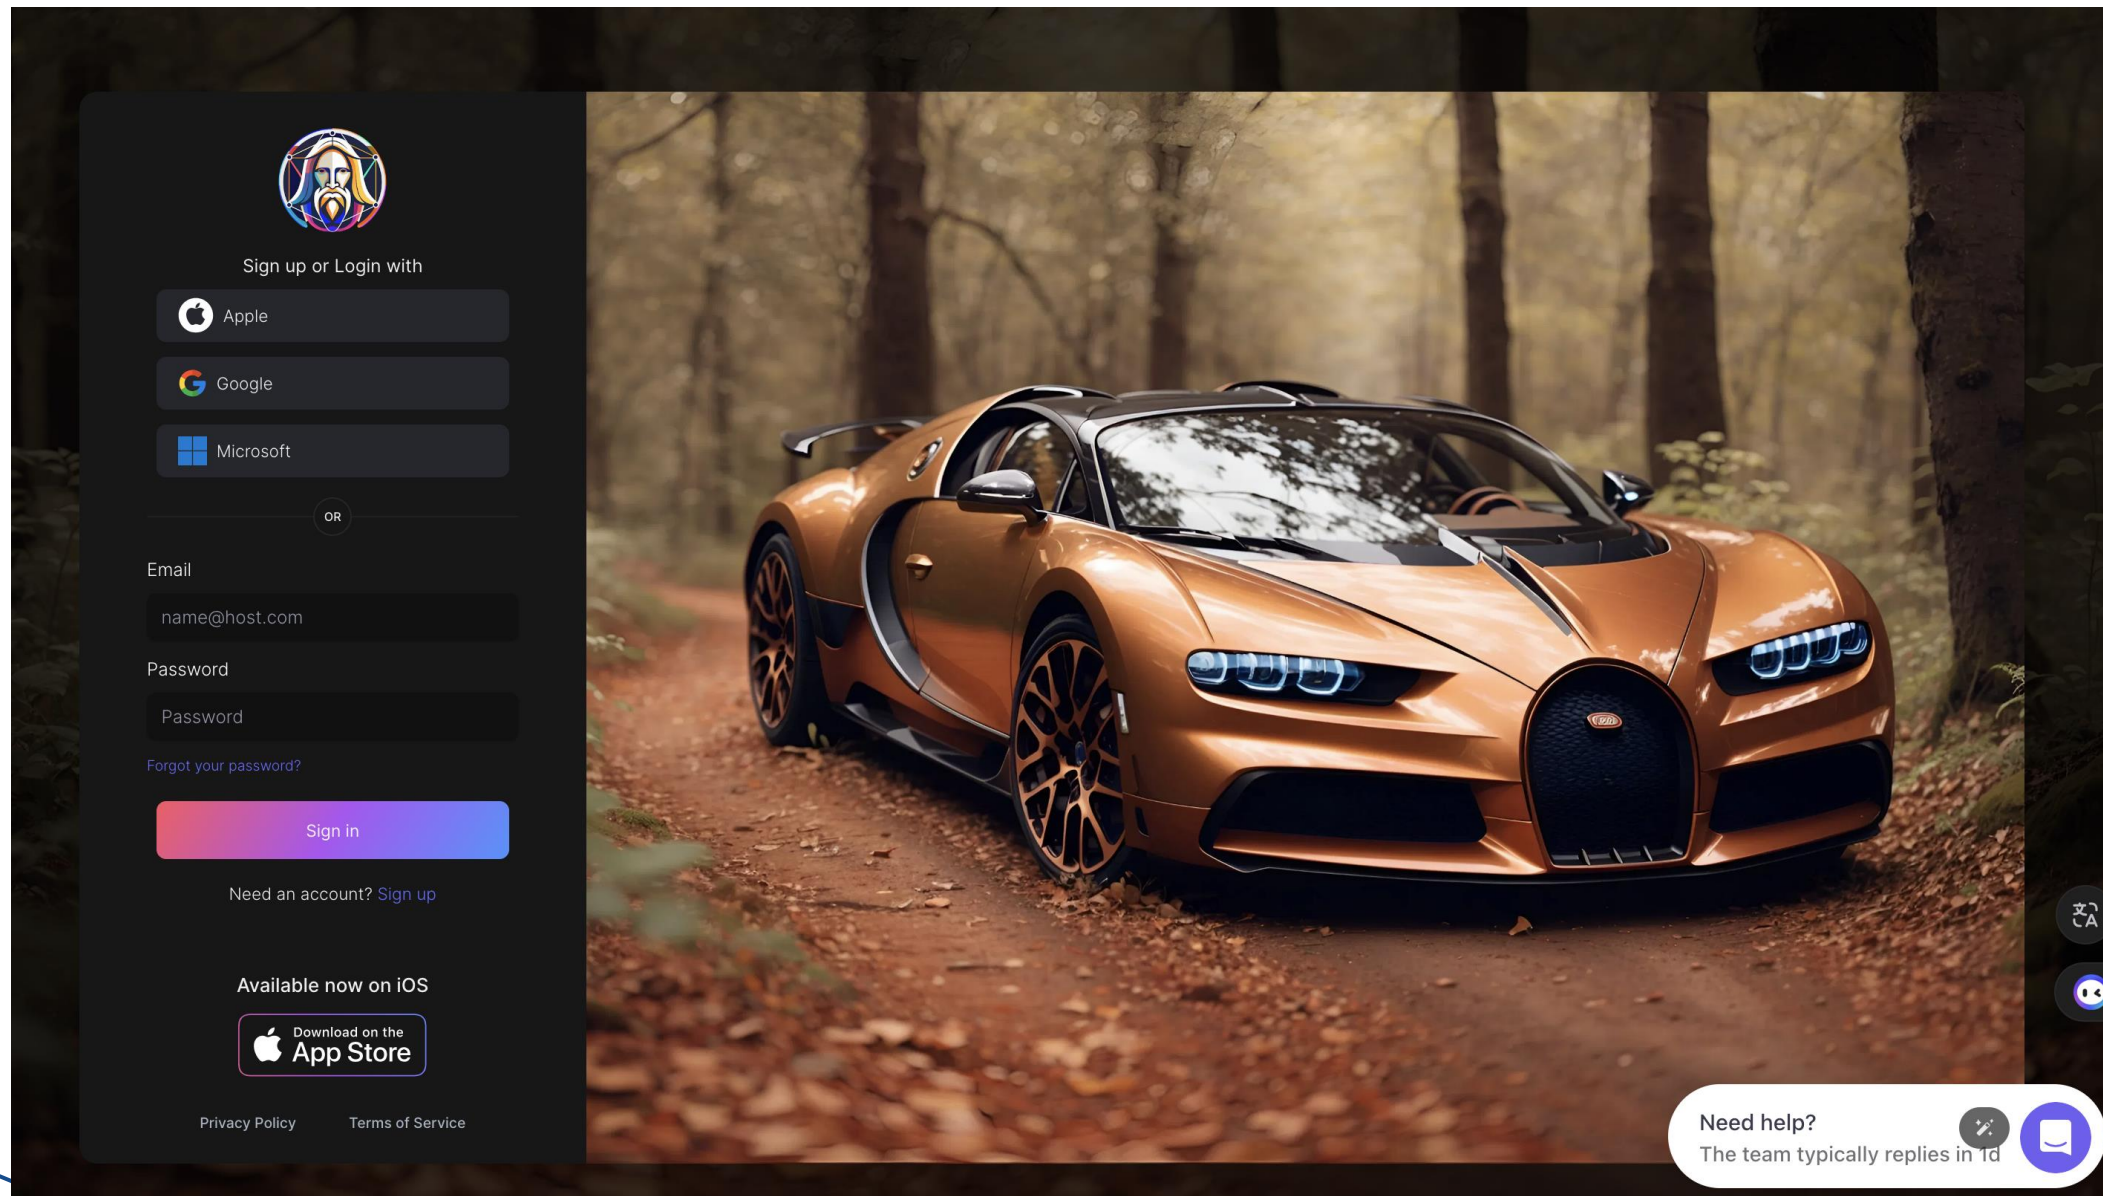 Sign up or Login with
Apple
Google
Microsoft
OR
Email
name@host.com
Password
Password
Forgot your password?
Sign in
Need an account? Sign up
Available now on iOS
Download on the
App Store
Privacy Policy
Terms of Service
Need help?
The team typically replies in 1d